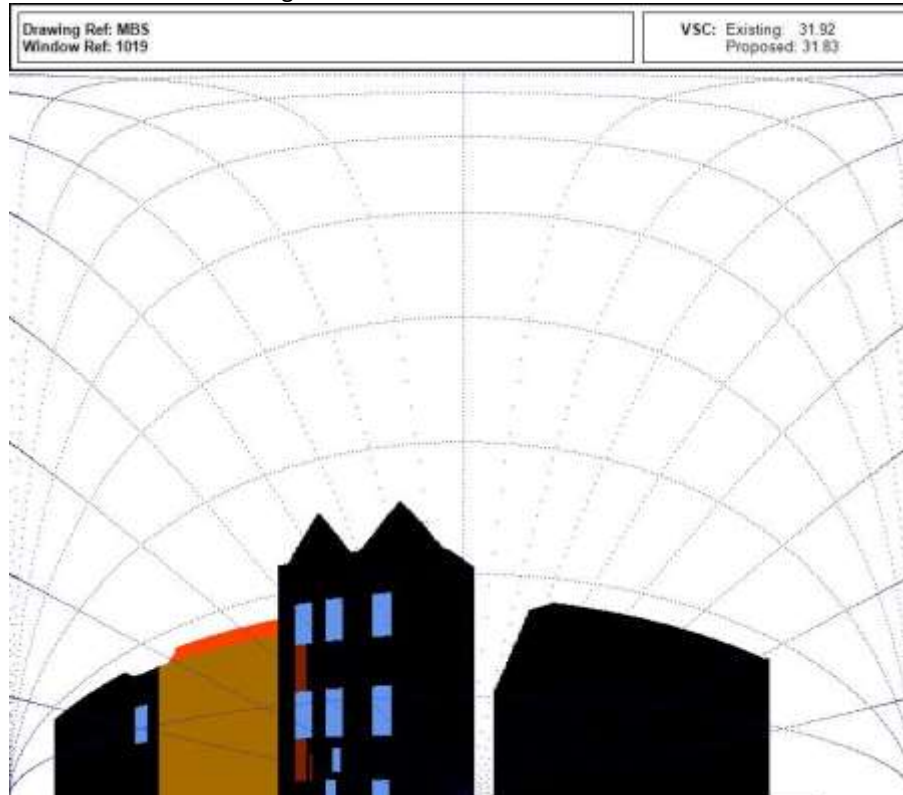 Drawing Ref: MBS
Window Ref: 1019
VSC: Existing: 31.92
Proposed: 31.83